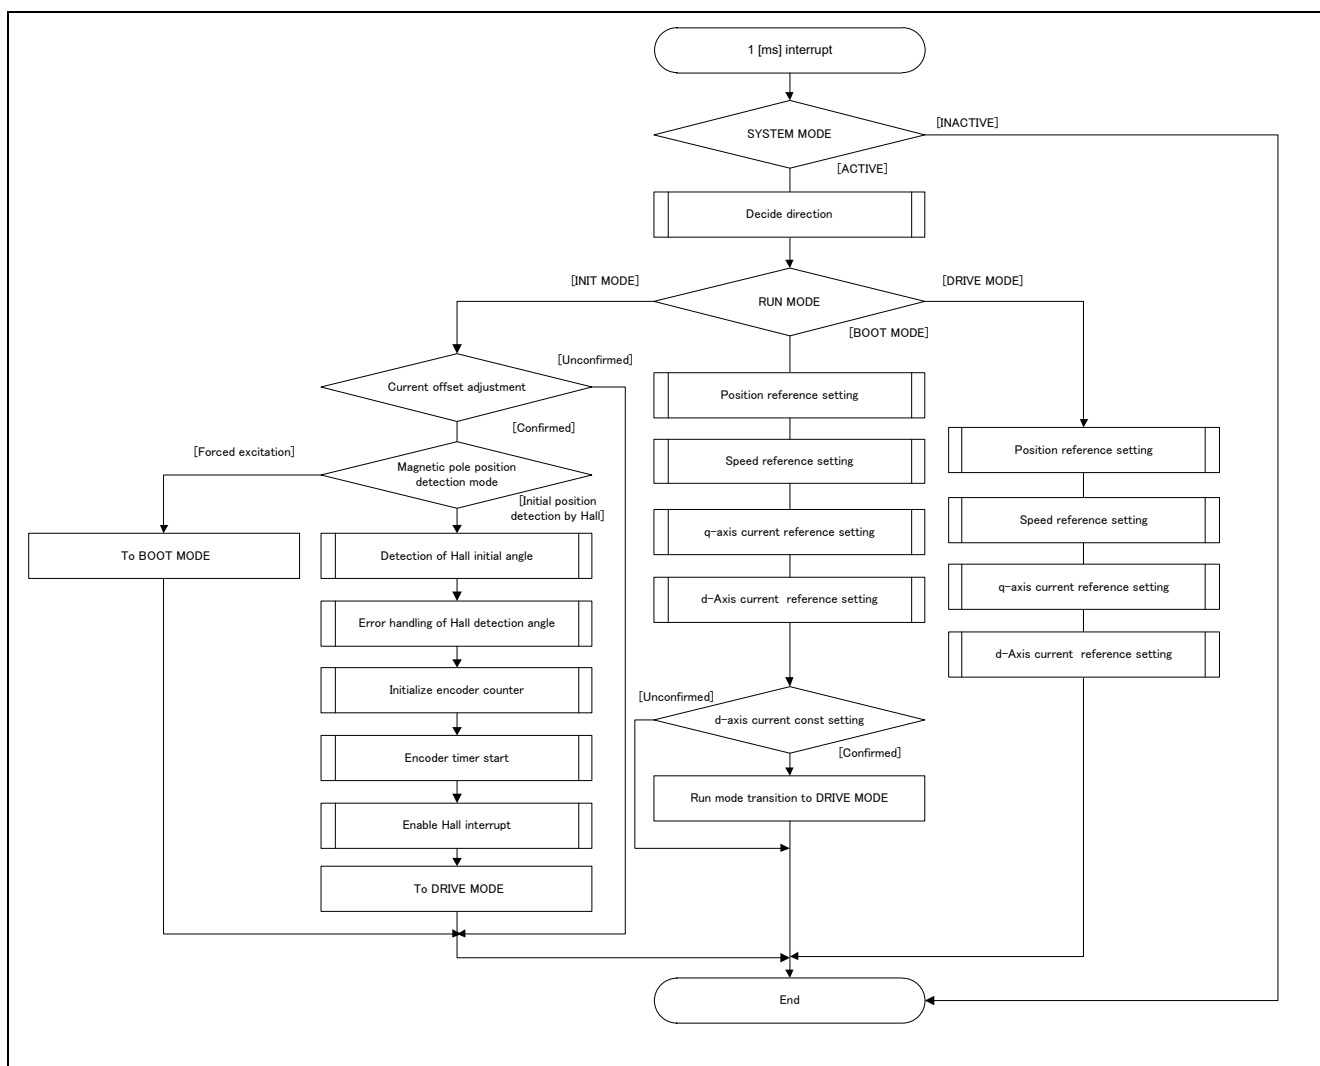 1 [ms] interrupt
SYSTEM MODE
[INACTIVE]
[ACTIVE]
Decide direction
[INIT MODE]
RUN MODE
[DRIVE MODE]
[BOOT MODE]
[Unconfirmed]
Current offset adjustment
[Confirmed]
[Forced excitation]
Magnetic pole position
detection mode
[Initial position
detection by Hall]
To BOOT MODE
Detection of Hall initial angle
Error handling of Hall detection angle
Initialize encoder counter
Encoder timer start
Enable Hall interrupt
To DRIVE MODE
Position reference setting
Speed reference setting
q-axis current reference setting
d-Axis current  reference setting
[Unconfirmed]
d-axis current const setting
[Confirmed]
Run mode transition to DRIVE MODE
Position reference setting
Speed reference setting
q-axis current reference setting
d-Axis current  reference setting
End